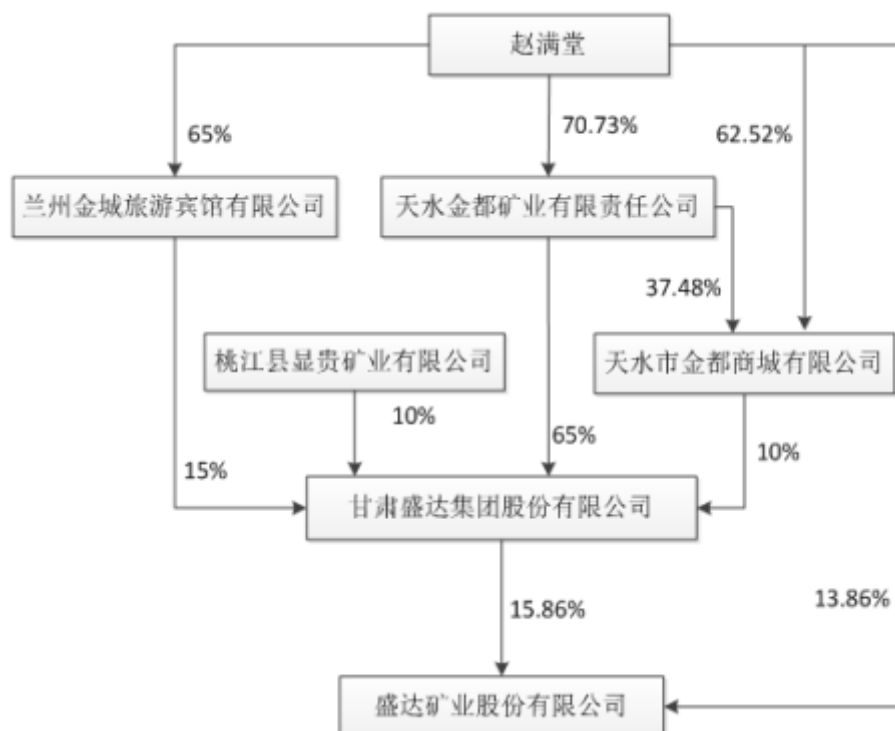 赵满堂
65%
70.73%
62.52%
兰州金城旅游宾馆有限公司
天水金都矿业有限责任公司
37.48%
桃江县显贵矿业有限公司
天水市金都商城有限公司
10%
65%
10%
15%
甘肃盛达集团股份有限公司
15.86%
13.86%
盛达矿业股份有限公司